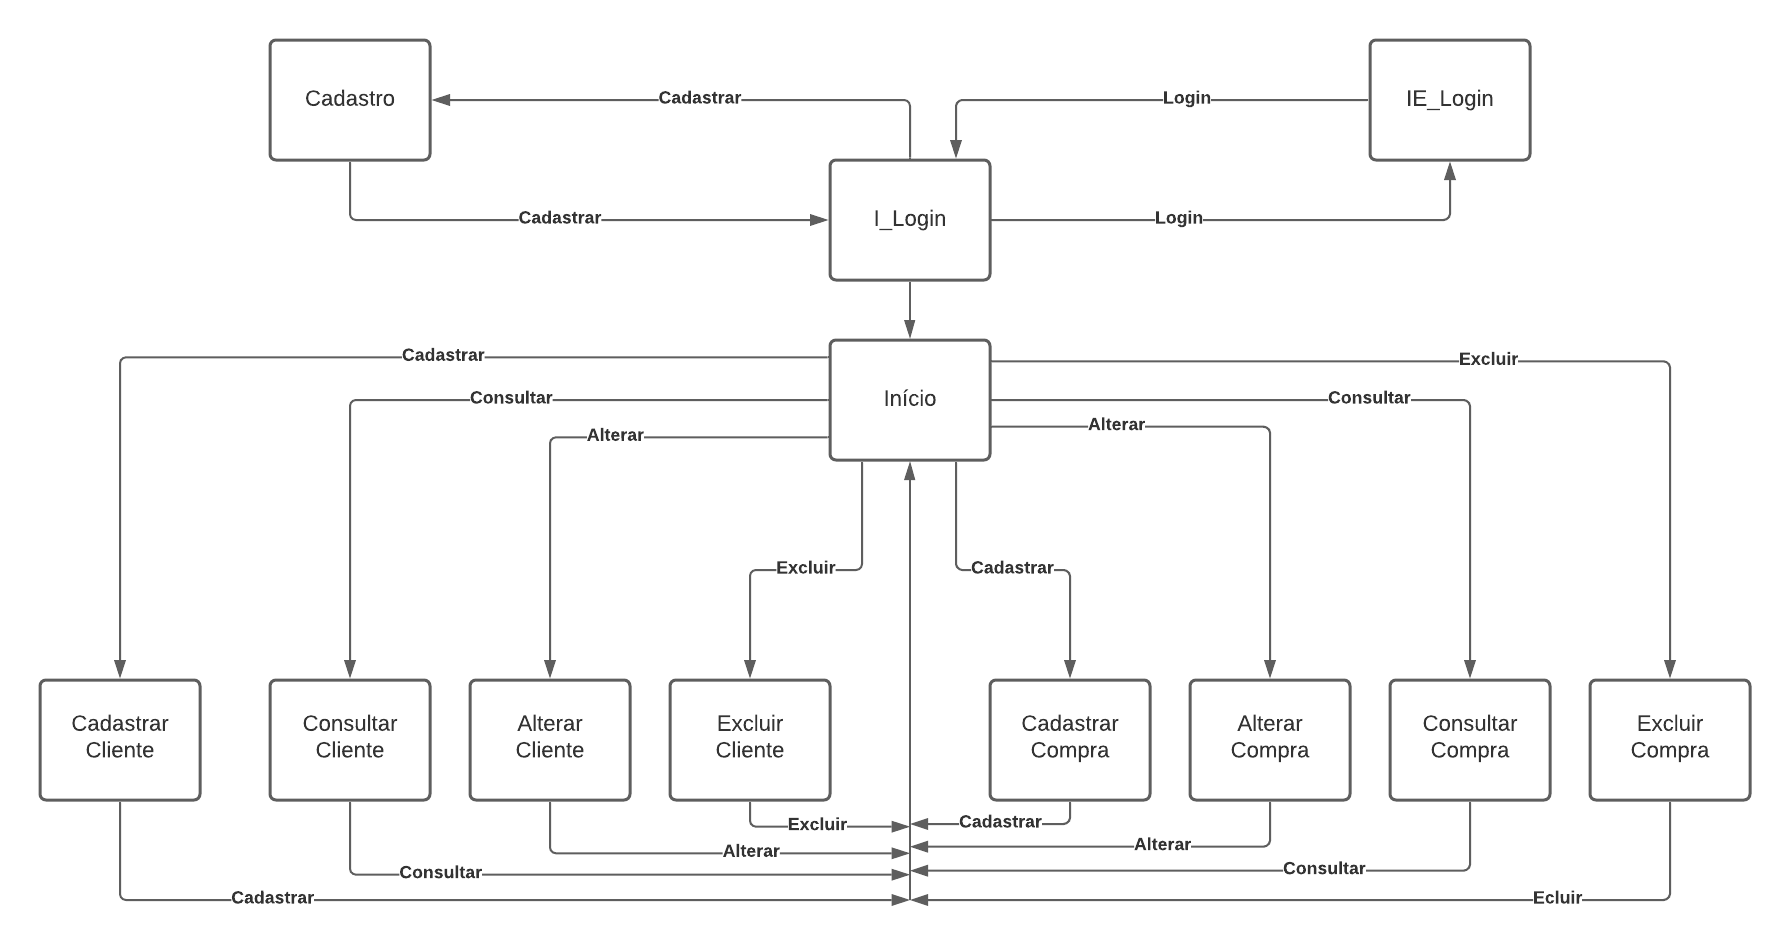 Cadastro
Cadastrar
Login
IE_Login
Cadastrar
I_Login
Login
Cadastrar
Excluir
Consultar
Início
Consultar
Alterar
Alterar
Excluir
Cadastrar
Cadastrar
Cliente
Consultar
Cliente
Alterar
Cliente
Excluir
Cliente
Cadastrar
Compra
Alterar
Compra
Consultar
Compra
Excluir
Compra
Excluir
Cadastrar
Alterar
Alterar
Consultar
Consultar
Cadastrar
Ecluir